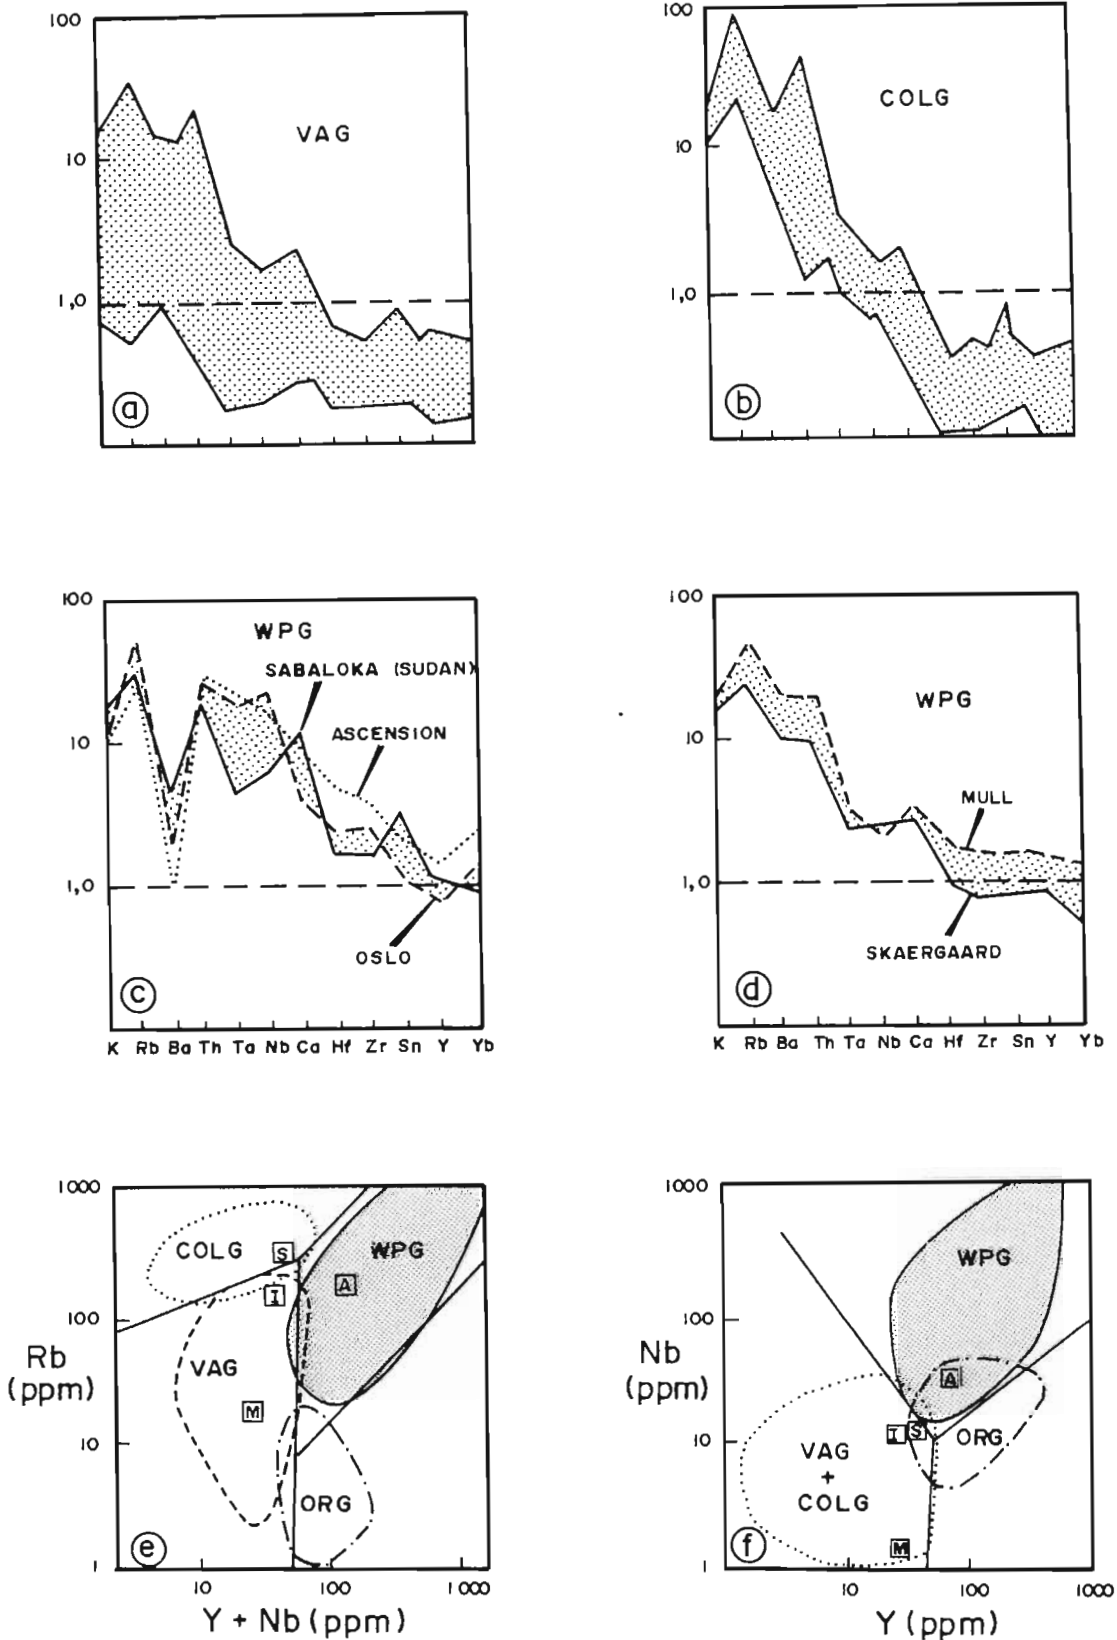 100
VAG
10
1,0
a
100
COLG
10
1,0
b
100
WPG
SABALOKA (SUDAN)
ASCENSION
10
1,0
OSLO
c
K Rb Ba Th Ta Nb Ca Hf Zr Sn Y Yb
100
WPG
10
MULL
1,0
SKAERGAARD
d
K Rb Ba Th Ta Nb Ca Hf Zr Sn Y Yb
1000
COLG
S
WPG
I
A
100
Rb
(ppm)
VAG
M
10
ORG
e
1
10 100 1000
Y + Nb (ppm)
1000
WPG
100
Nb
(ppm)
A
10
I
S
ORG
VAG
+
COLG
M
f
1
10 100 1000
Y (ppm)